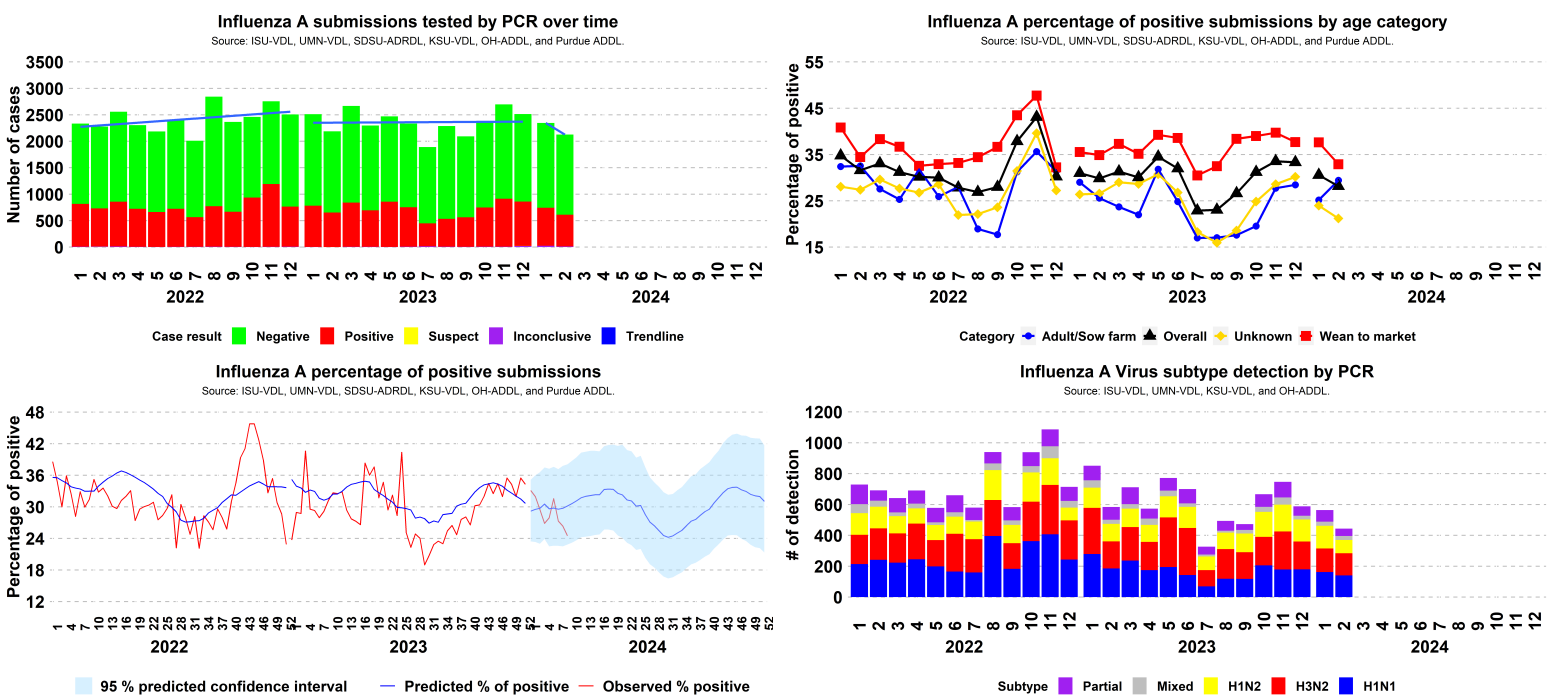 Influenza A submissions tested by PCR over time
Source: ISU-VDL, UMN-VDL, SDSU-ADRDL, KSU-VDL, OH-ADDL, and Purdue ADDL.
Number of cases
3500
3000
2500
2000
1500
1000
500
0
1 2 3 4 5 6 7 8 9 10 11 12 1 2 3 4 5 6 7 8 9 10 11 12 1 2 3 4 5 6 7 8 9 10 11 12
2022 2023 2024
Case result Negative Positive Suspect Inconclusive Trendline
Influenza A percentage of positive submissions by age category
Source: ISU-VDL, UMN-VDL, SDSU-ADRDL, KSU-VDL, OH-ADDL, and Purdue ADDL.
Percentage of positive
55
45
35
25
15
1 2 3 4 5 6 7 8 9 10 11 12 1 2 3 4 5 6 7 8 9 10 11 12 1 2 3 4 5 6 7 8 9 10 11 12
2022 2023 2024
Category Adult/Sow farm Overall Unknown Wean to market
Influenza A percentage of positive submissions
Source: ISU-VDL, UMN-VDL, SDSU-ADRDL, KSU-VDL, OH-ADDL, and Purdue ADDL.
Percentage of positive
48
42
36
30
24
18
12
1 4 7 10 13 16 19 22 25 28 31 34 37 40 43 46 49 52 1 4 7 10 13 16 19 22 25 28 31 34 37 40 43 46 49 52 1 4 7 10 13 16 19 22 25 28 31 34 37 40 43 46 49 52
2022 2023 2024
95 % predicted confidence interval Predicted % of positive Observed % positive
Influenza A Virus subtype detection by PCR
Source: ISU-VDL, UMN-VDL, KSU-VDL, and OH-ADDL.
# of detection
1200
1000
800
600
400
200
0
1 2 3 4 5 6 7 8 9 10 11 12 1 2 3 4 5 6 7 8 9 10 11 12 1 2 3 4 5 6 7 8 9 10 11 12
2022 2023 2024
Subtype Partial Mixed H1N2 H3N2 H1N1